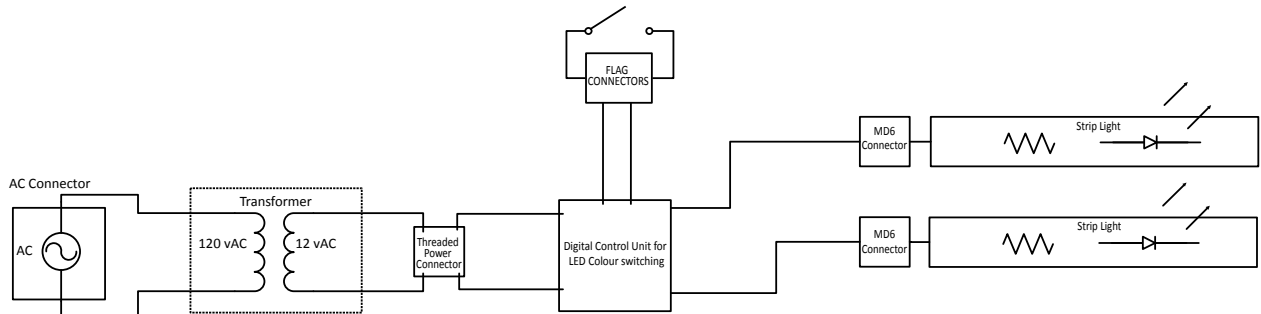 FLAG
CONNECTORS
MD6
Connector
Strip Light
AC Connector
Transformer
AC
120 vAC
12 vAC
Threaded
Power
Connector
Digital Control Unit for
LED Colour switching
MD6
Connector
Strip Light